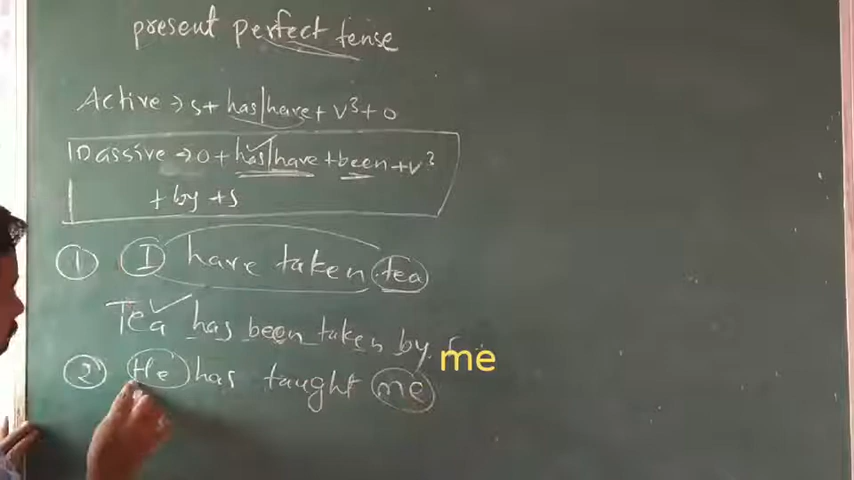 present perfect tense
Active → s+ has/have + v³ + o
Passive → o + has/have + been + v³
+ by + s
① I have taken tea
Tea has been taken by
me
② He has taught me